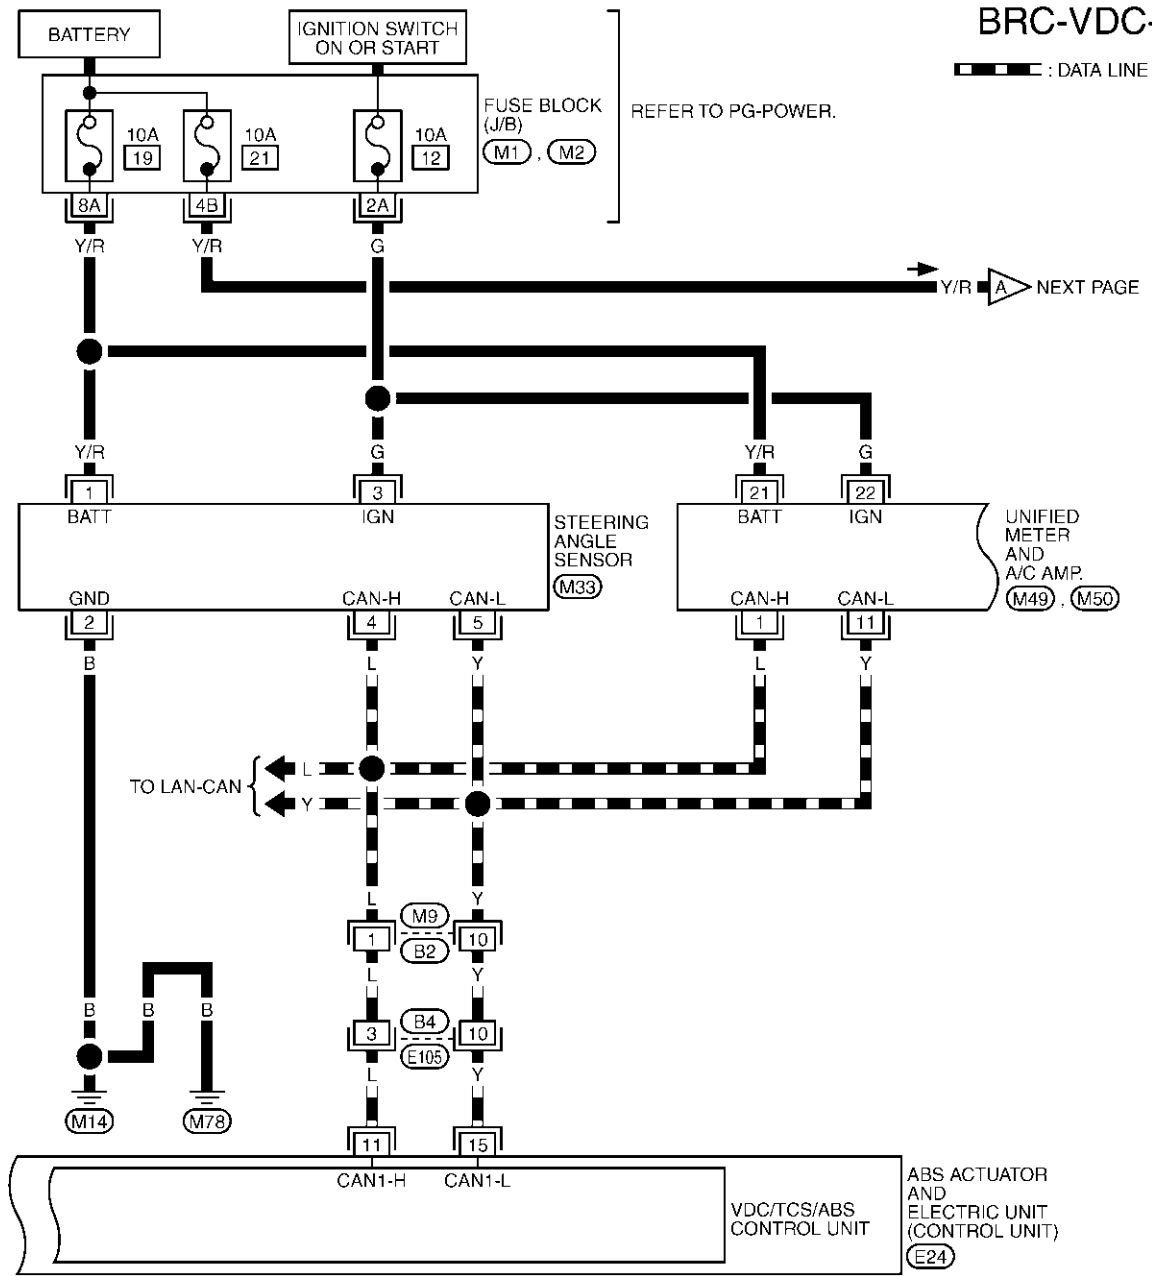 BRC-VDC-
: DATA LINE
BATTERY
IGNITION SWITCH
ON OR START
FUSE BLOCK
(J/B)
M1 , M2
REFER TO PG-POWER.
10A
19
10A
21
10A
12
8A
4B
2A
Y/R
Y/R
G
Y/R
A
NEXT PAGE
Y/R
G
Y/R
G
1
3
21
22
BATT
IGN
BATT
IGN
STEERING
ANGLE
SENSOR
M33
UNIFIED
METER
AND
A/C AMP.
M49 , M50
GND
CAN-H
CAN-L
CAN-H
CAN-L
2
4
5
1
11
B
L
Y
L
Y
TO LAN-CAN
L
Y
L
Y
1
M9
B2
10
L
Y
3
B4
E105
10
L
Y
B
B
B
M14
M78
11
15
CAN1-H
CAN1-L
VDC/TCS/ABS
CONTROL UNIT
ABS ACTUATOR
AND
ELECTRIC UNIT
(CONTROL UNIT)
E24